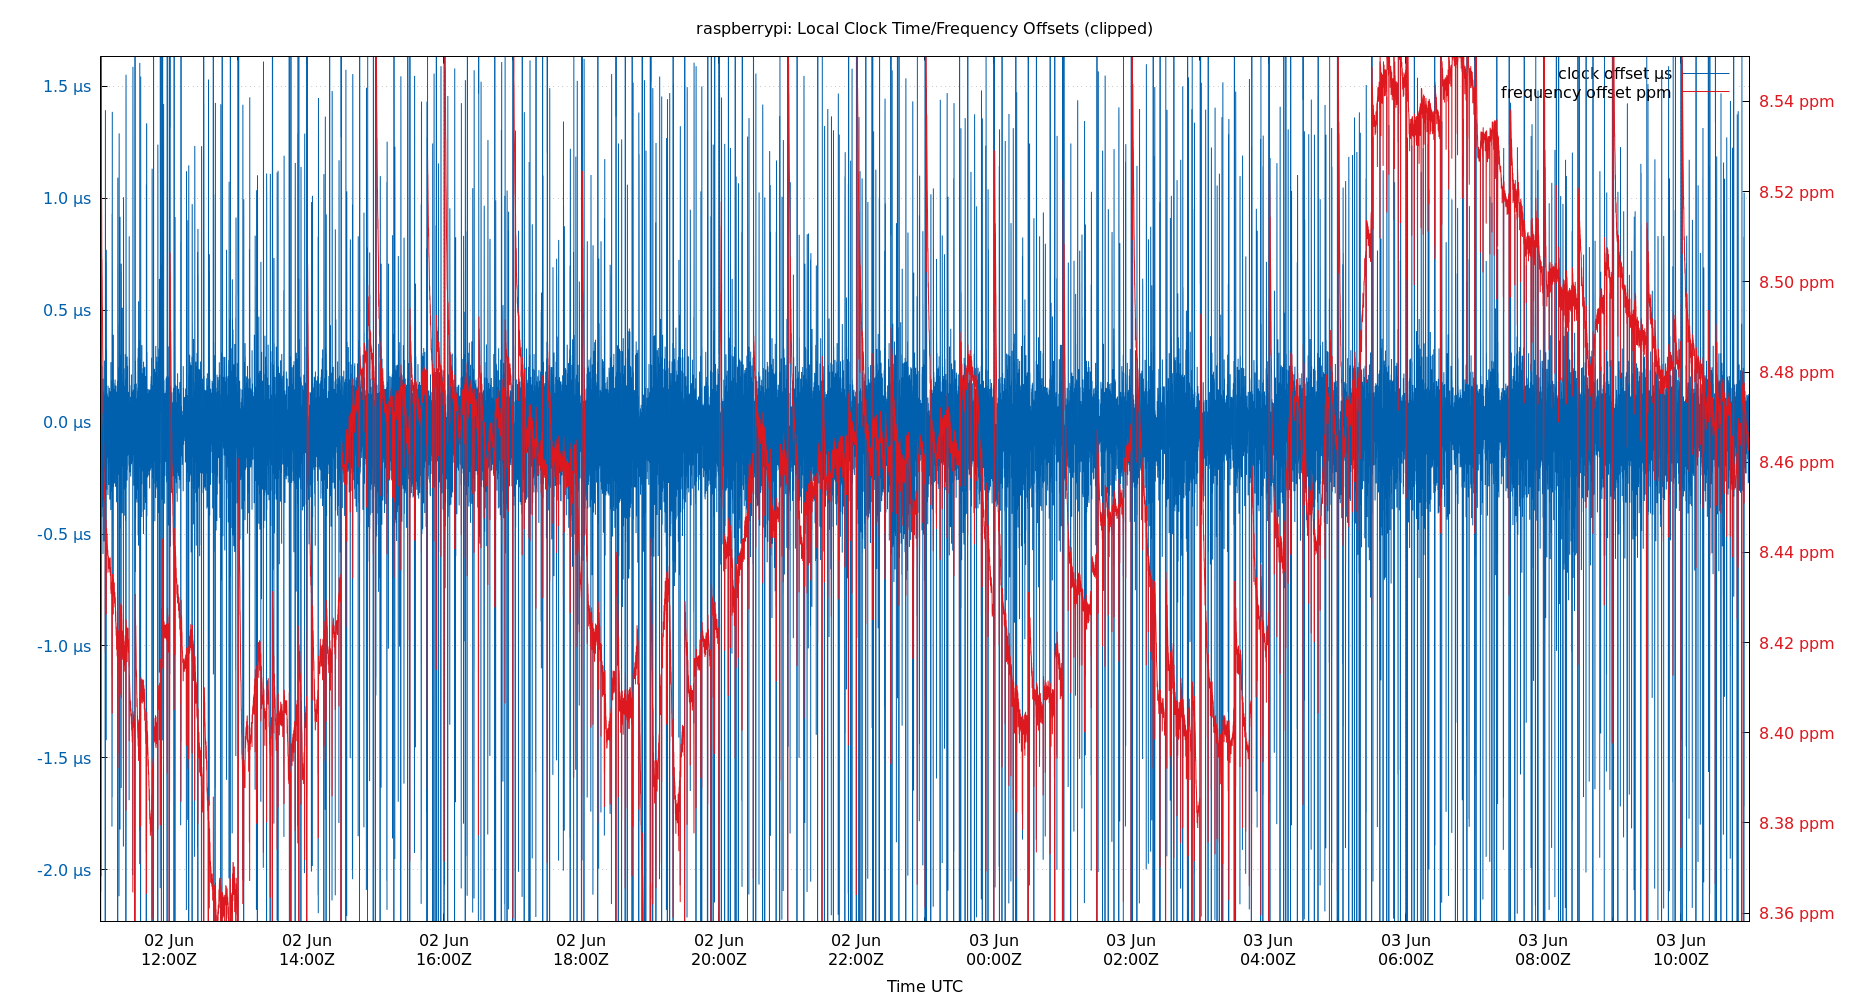 raspberrypi: Local Clock Time/Frequency Offsets (clipped)
clock offset µs
frequency offset ppm
1.5 µs
1.0 µs
0.5 µs
0.0 µs
-0.5 µs
-1.0 µs
-1.5 µs
-2.0 µs
8.54 ppm
8.52 ppm
8.50 ppm
8.48 ppm
8.46 ppm
8.44 ppm
8.42 ppm
8.40 ppm
8.38 ppm
8.36 ppm
02 Jun 02 Jun 02 Jun 02 Jun 02 Jun 02 Jun 03 Jun 03 Jun 03 Jun 03 Jun 03 Jun 03 Jun
12:00Z 14:00Z 16:00Z 18:00Z 20:00Z 22:00Z 00:00Z 02:00Z 04:00Z 06:00Z 08:00Z 10:00Z
Time UTC